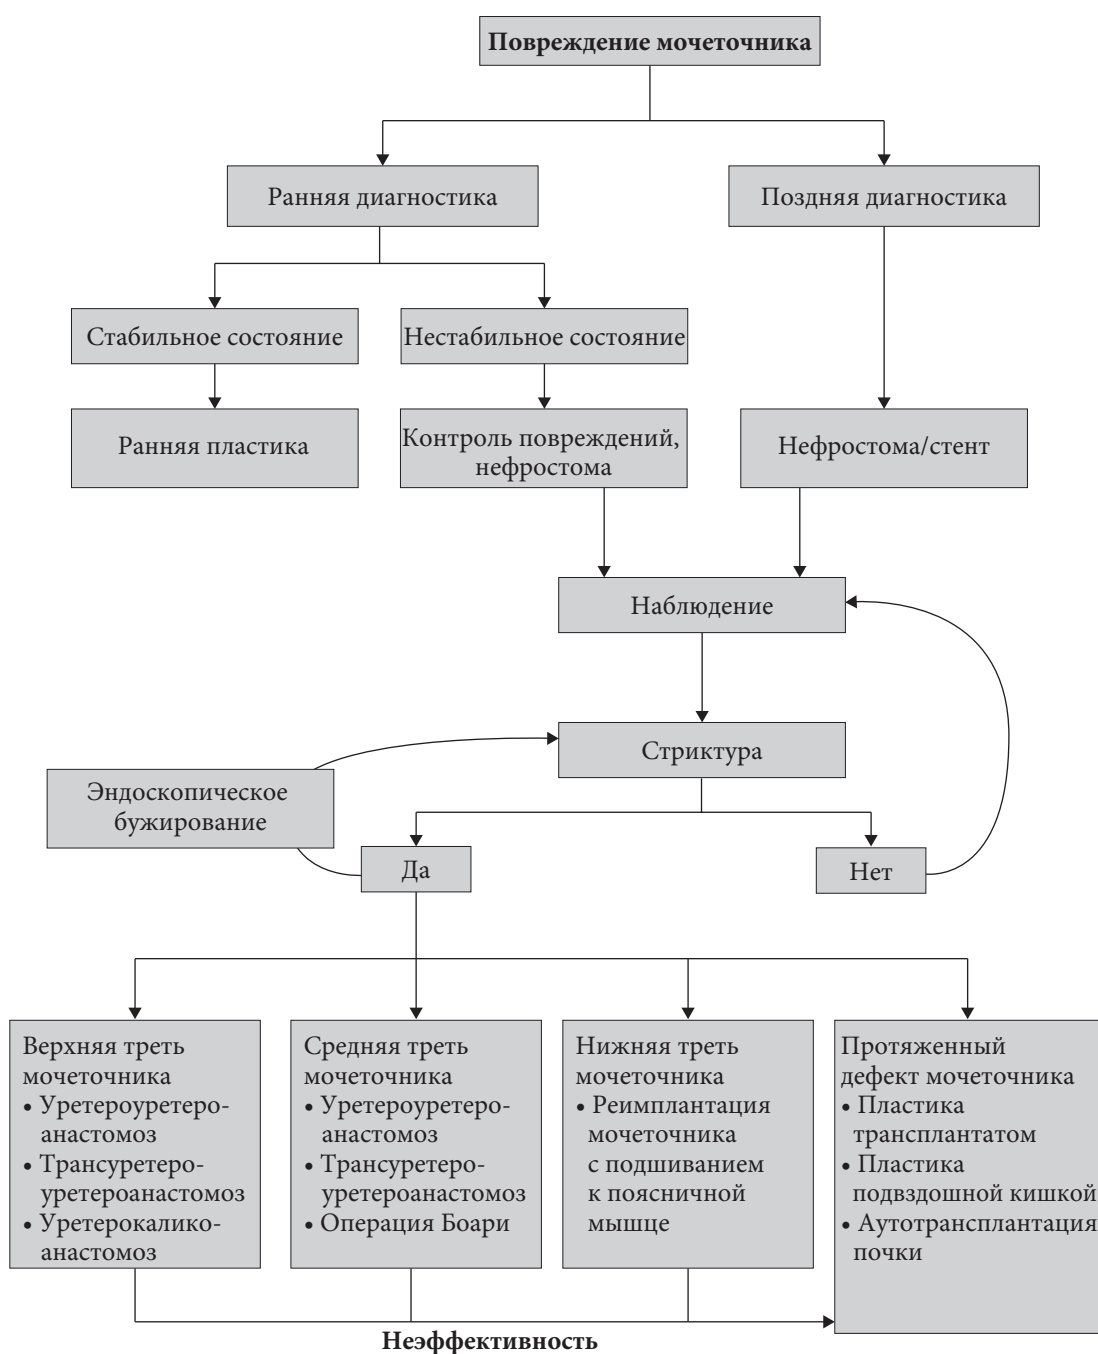 Повреждение мочеточника
Ранняя диагностика
Поздняя диагностика
Стабильное состояние
Нестабильное состояние
Ранняя пластика
Контроль повреждений,
нефростома
Нефростома/стент
Наблюдение
Стриктура
Эндоскопическое
бужирование
Да
Нет
Верхняя треть
мочеточника
• Уретероуретеро-
анастомоз
• Трансуретеро-
уретероанастомоз
• Уретерокалико-
анастомоз
Средняя треть
мочеточника
• Уретероуретеро-
анастомоз
• Трансуретеро-
уретероанастомоз
• Операция Боари
Нижняя треть
мочеточника
• Реимплантация
мочеточника
с подшиванием
к поясничной
мышце
Протяженный
дефект мочеточника
• Пластика
трансплантатом
• Пластика
подвздошной кишкой
• Аутотрансплантация
почки
Неэффективность